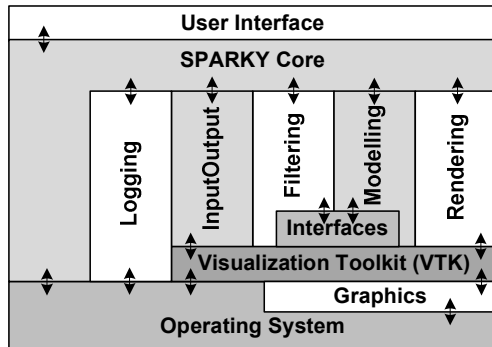 User Interface
SPARKY Core
Logging
InputOutput
Filtering
Modelling
Rendering
Interfaces
Visualization Toolkit (VTK)
Graphics
Operating System